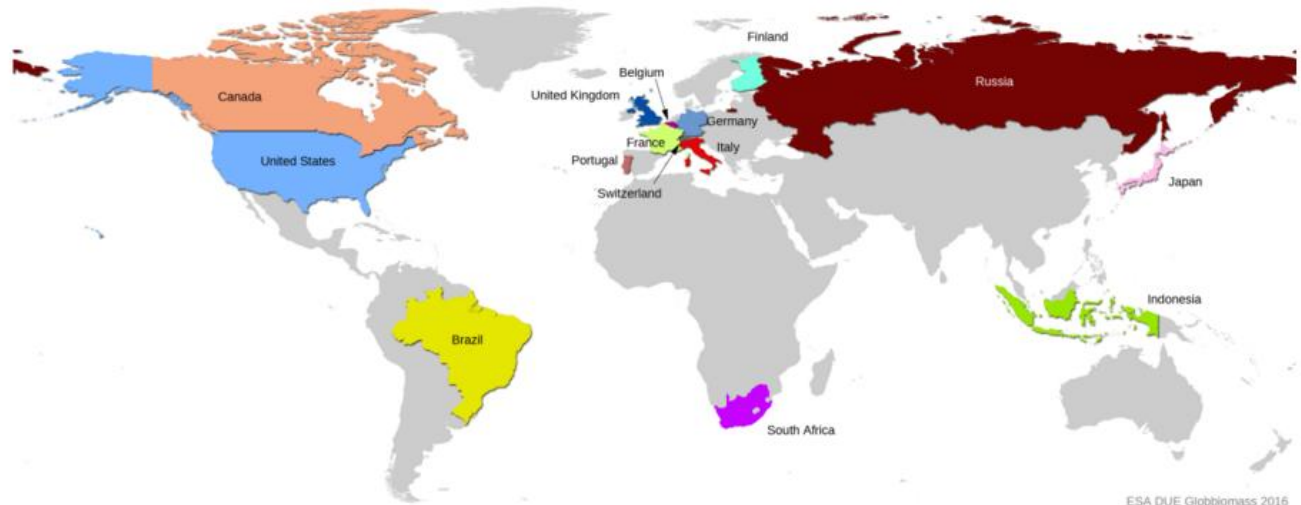 Finland
Belgium
Russia
United Kingdom
Canada
Germany
France
Italy
United States
Portugal
Japan
Switzerland
Indonesia
Brazil
South Africa
ESA DUE Globbiomass 2016